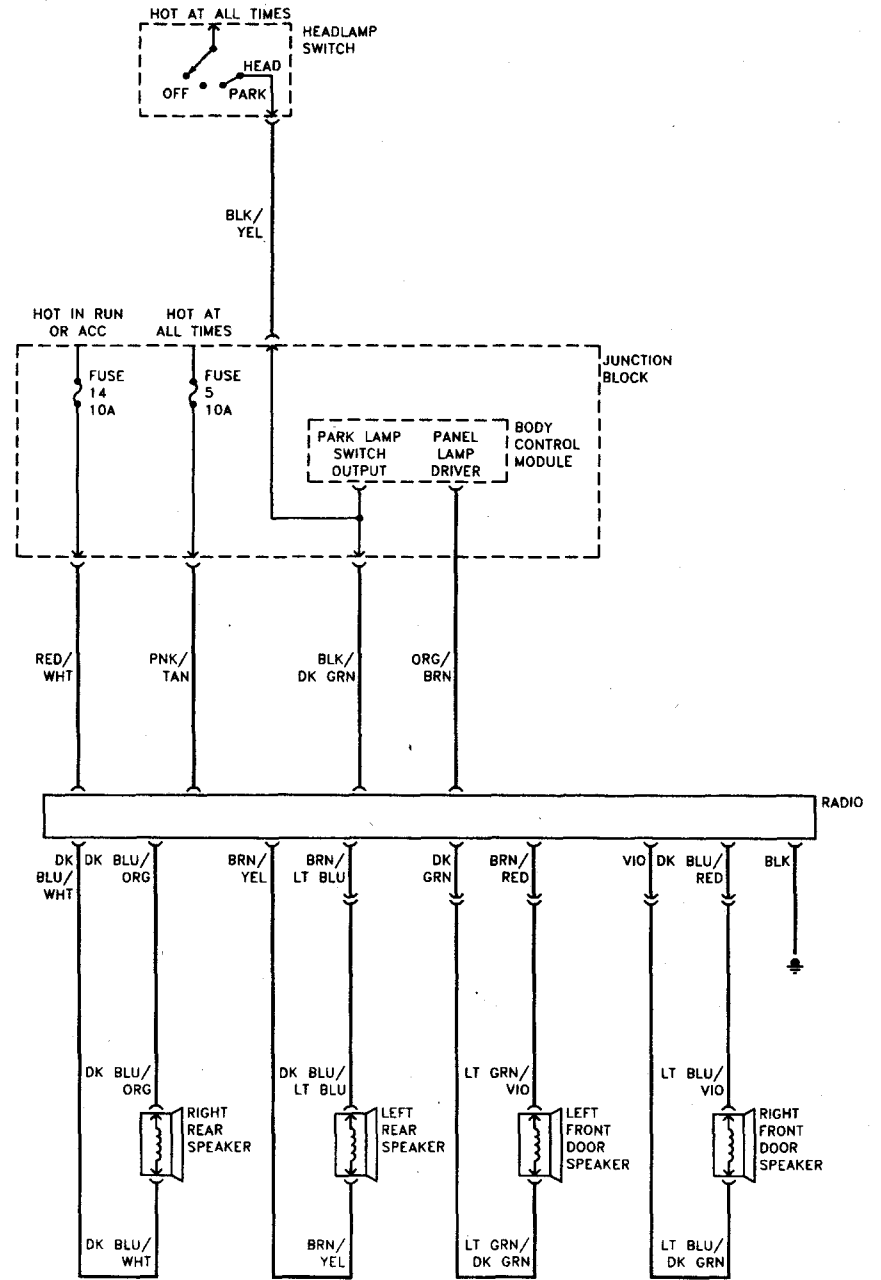 HOT AT ALL TIMES
HEADLAMP
SWITCH
HEAD
OFF
PARK
BLK/
YEL
HOT IN RUN
OR ACC
HOT AT
ALL TIMES
JUNCTION
BLOCK
FUSE
14
10A
FUSE
5
10A
PARK LAMP
SWITCH
OUTPUT
PANEL
LAMP
DRIVER
BODY
CONTROL
MODULE
RED/
WHT
PNK/
TAN
BLK/
DK GRN
ORG/
BRN
RADIO
DK
BLU/
WHT
DK BLU/
ORG
BRN/
YEL
BRN/
LT BLU
DK
GRN
BRN/
RED
VIO
DK BLU/
RED
BLK
DK BLU/
ORG
DK BLU/
LT BLU
LT GRN/
VIO
LT BLU/
VIO
RIGHT
REAR
SPEAKER
LEFT
REAR
SPEAKER
LEFT
FRONT
DOOR
SPEAKER
RIGHT
FRONT
DOOR
SPEAKER
DK BLU/
WHT
BRN/
YEL
LT GRN/
DK GRN
LT BLU/
DK GRN